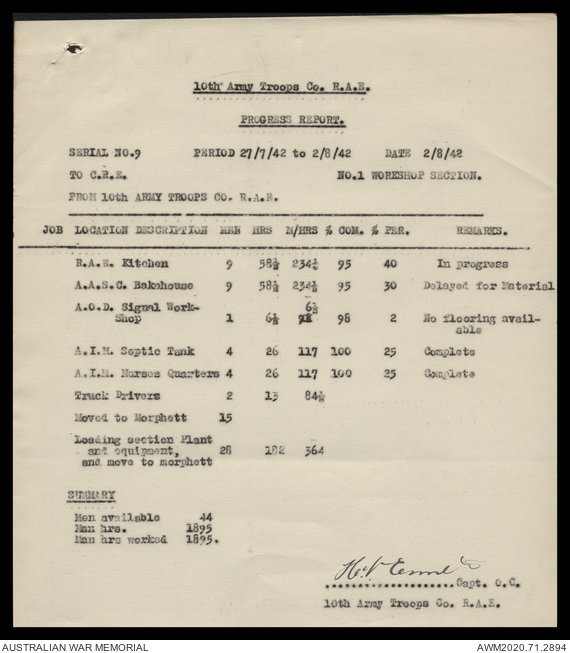 10th Army Troops Co. R.A.E.
PROGRESS REPORT.
SERIAL NO.9 PERIOD 27/7/42 to 2/8/42 DATE 2/8/42
TO C.R.E. NO.1 WORKSHOP SECTION.
FROM 10th ARMY TROOPS CO. R.A.E.
JOB LOCATION DESCRIPTION MEN HRS M/HRS % COM. % PER. REMARKS.
R.A.E. Kitchen 9 58½ 234½ 95 40 In progress
A.A.S.C. Bakehouse 9 58½ 234½ 95 30 Delayed for Material
A.O.D. Signal Work- 6½
Shop 1 6½ 98 2 No flooring avail-
able
A.I.M. Septic Tank 4 26 117 100 25 Complete
A.I.M. Nurses Quarters 4 26 117 100 25 Complete
Truck Drivers 2 13 84½
Moved to Morphett 15
Loading section Plant
and equipment, 28 182 364
and move to morphett
SUMMARY
Men available 44
Man hrs. 1895
Man hrs worked 1895.
Capt. O.C.
10th Army Troops Co. R.A.E.
AUSTRALIAN WAR MEMORIAL AWM2020.71.2894